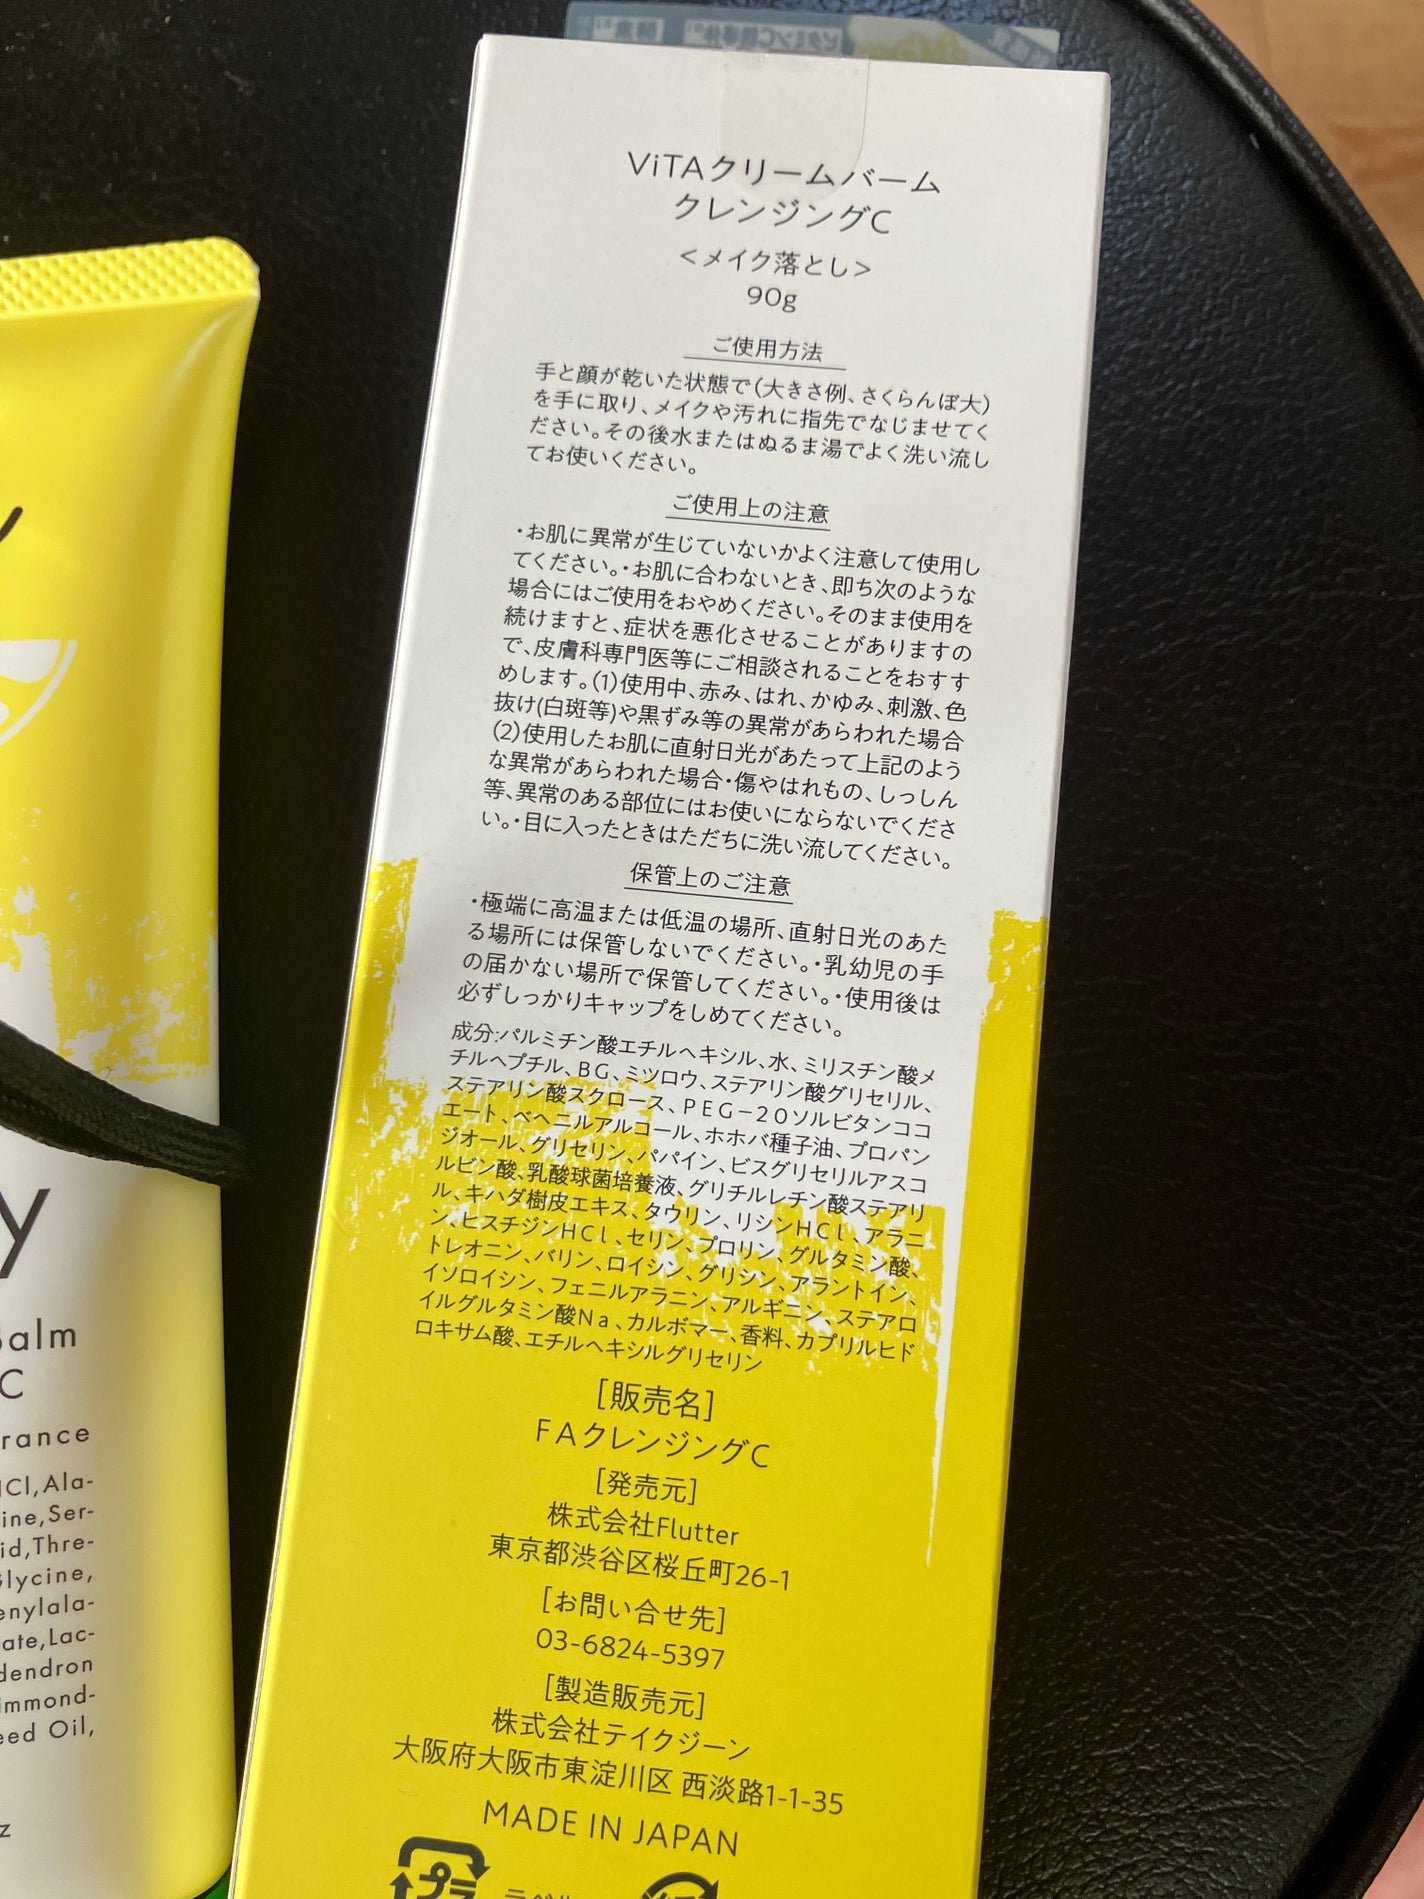 ViTAクリームバーム
クレンジングC
<メイク落とし>
90g
ご使用方法
手と顔が乾いた状態で(大きさ例、さくらんぼ大)
を手に取り、メイクや汚れに指先でなじませてく
ださい。その後水またはぬるま湯でよく洗い流し
てお使いください。
ご使用上の注意
・お肌に異常が生じていないかよく注意して使用し
てください。・お肌に合わないとき、即ち次のような
場合にはご使用をおやめください。そのまま使用を
続けますと、症状を悪化させることがありますの
で、皮膚科専門医等にご相談されることをおすす
めします。(1)使用中、赤み、はれ、かゆみ、刺激、色
抜け(白斑等)や黒ずみ等の異常があらわれた場合
(2)使用したお肌に直射日光があたって上記のよう
な異常があらわれた場合・傷やはれもの、しっしん
等、異常のある部位にはお使いにならないでくださ
い。・目に入ったときはただちに洗い流してください。
保管上のご注意
・極端に高温または低温の場所、直射日光のあた
る場所には保管しないでください。・乳幼児の手
の届かない場所で保管してください。・使用後は
必ずしっかりキャップをしめてください。
成分:パルミチン酸エチルヘキシル、水、ミリスチン酸メ
チルヘプチル、BG、ミツロウ、ステアリン酸グリセリル、
ステアリン酸スクロース、PEG-20ソルビタンココ
エート、ベヘニルアルコール、ホホバ種子油、プロパン
ジオール、グリセリン、パパイン、ビスグリセリルアスコ
ルビン酸、乳酸球菌培養液、グリチルレチン酸ステアリ
ル、キハダ樹皮エキス、タウリン、リシンHCl、アラニ
ン、ヒスチジンHCl、セリン、プロリン、グルタミン酸、
トレオニン、バリン、ロイシン、グリシン、アラントイン、
イソロイシン、フェニルアラニン、アルギニン、ステアロ
イルグルタミン酸Na、カルボマー、香料、カプリルヒド
ロキサム酸、エチルヘキシルグリセリン
[販売名]
FAクレンジングC
[発売元]
株式会社Flutter
東京都渋谷区桜丘町26-1
[お問い合せ先]
03-6824-5397
[製造販売元]
株式会社テイクジーン
大阪府大阪市東淀川区 西淡路1-1-35
MADE IN JAPAN
プラ
y
Balm
C
rance
HCl,Ala-
ine,Ser-
id,Thre-
Glycine,
enylala-
ate,Lac-
dendron
immond-
eed Oil,
z